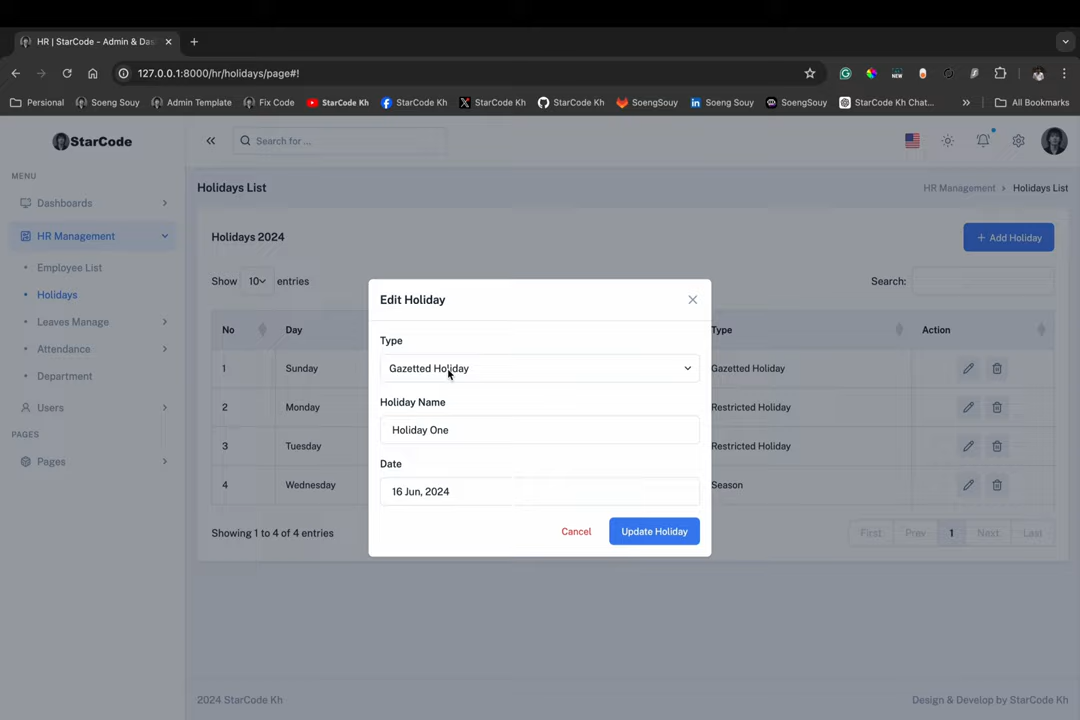 HR | StarCode - Admin & Das
127.0.0.1:8000/hr/holidays/page#!
Personal
Soeng Souy
Admin Template
Fix Code
StarCode Kh
StarCode Kh
StarCode Kh
StarCode Kh
SoengSouy
Soeng Souy
SoengSouy
StarCode Kh Chat...
All Bookmarks
StarCode
Search for ...
MENU
Dashboards
HR Management
Employee List
Holidays
Leaves Manage
Attendance
Department
Users
PAGES
Pages
Holidays List
HR Management
Holidays List
Holidays 2024
+ Add Holiday
Show 10 entries
Search:
No
Day
Type
Action
1
Sunday
Gazetted Holiday
2
Monday
Restricted Holiday
3
Tuesday
Restricted Holiday
4
Wednesday
Season
Showing 1 to 4 of 4 entries
First
Prev
1
Next
Last
Edit Holiday
Type
Gazetted Holiday
Holiday Name
Holiday One
Date
16 Jun, 2024
Cancel
Update Holiday
2024 StarCode Kh
Design & Develop by StarCode Kh